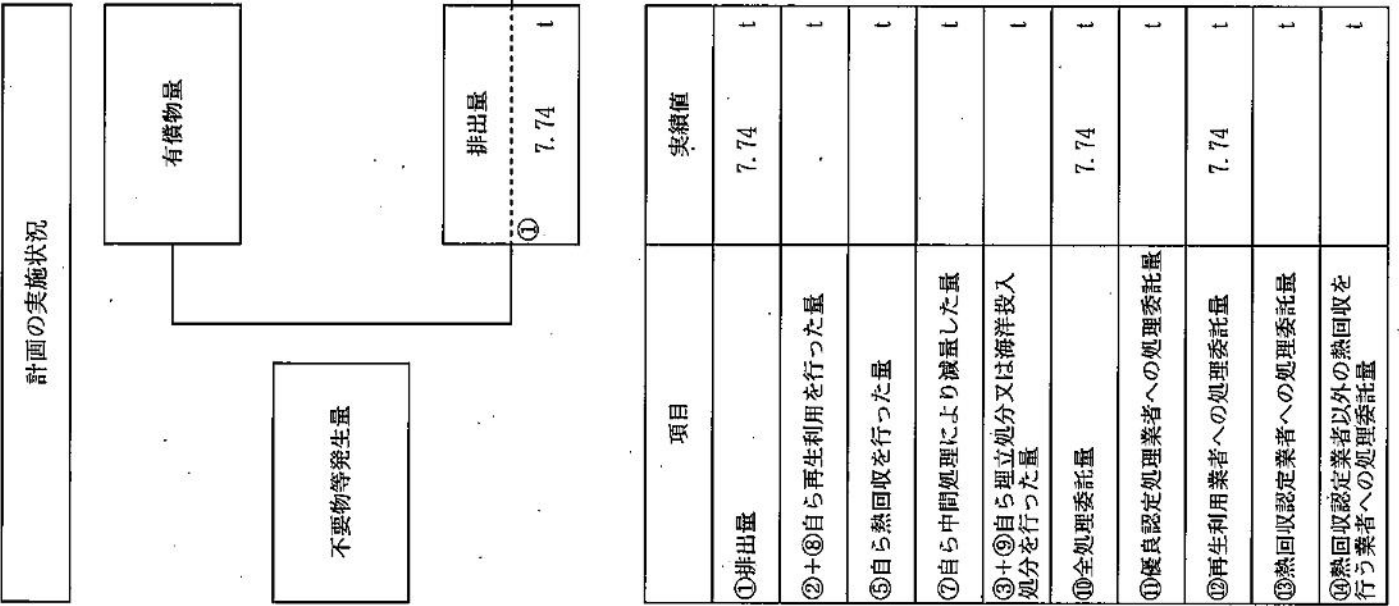 計画の実施状況
有償物量
不要物等発生量
排出量
① 7.74 t
項目 実績値
①排出量 7.74 t
②+⑧自ら再生利用を行った量 t
⑤自ら熱回収を行った量 t
⑦自ら中間処理により減量した量 t
③+⑨自ら埋立処分又は海洋投入
処分を行った量 t
⑩全処理委託量 7.74 t
⑪優良認定処理業者への処理委託量 t
⑫再生利用業者への処理委託量 7.74 t
⑬熱回収認定業者への処理委託量 t
⑭熱回収認定業者以外の熱回収を
行う業者への処理委託量 t